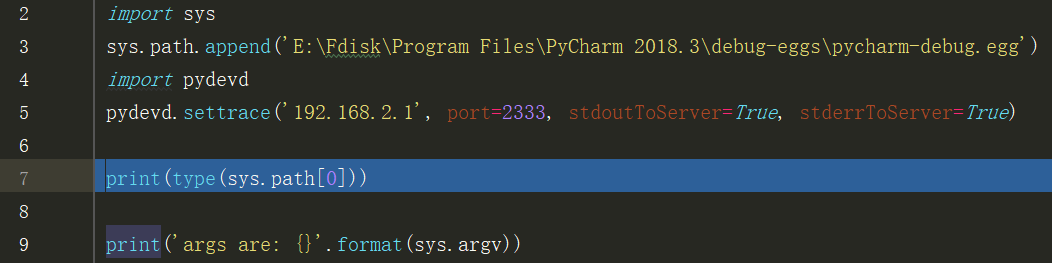 2 import sys
3 sys.path.append('E:\Fdisk\Program Files\PyCharm 2018.3\debug-eggs\pycharm-debug.egg')
4 import pydevd
5 pydevd.settrace('192.168.2.1', port=2333, stdoutToServer=True, stderrToServer=True)
6
7 print(type(sys.path[0]))
8
9 print('args are: {}'.format(sys.argv))